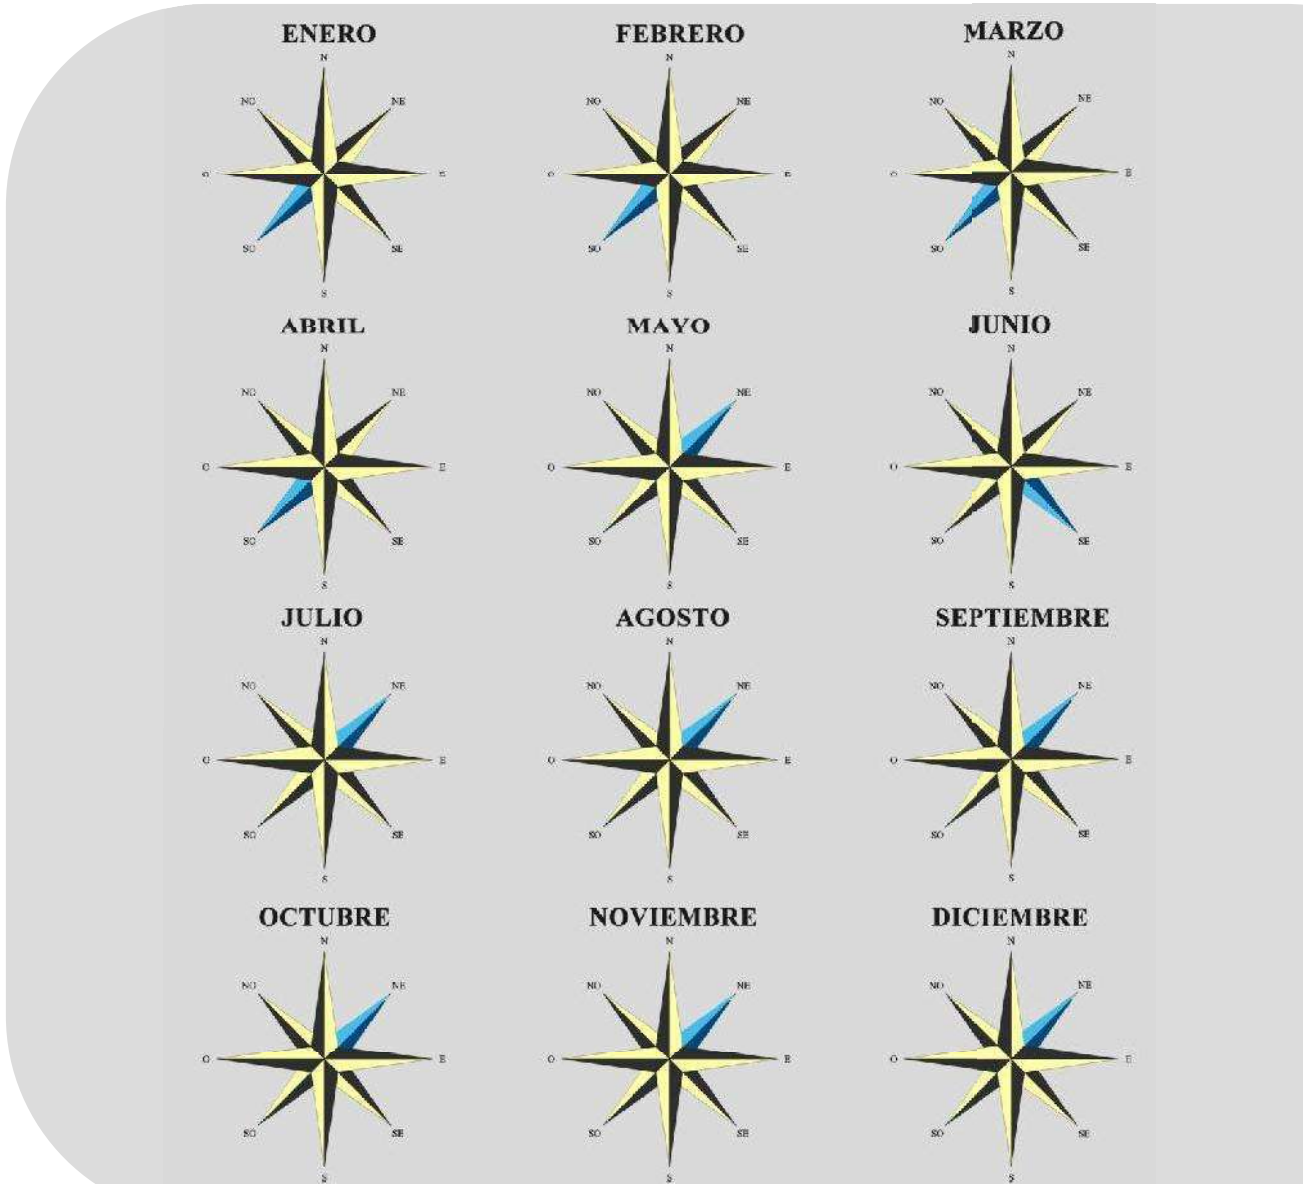 ENERO FEBRERO MARZO
N N N
NO NE NO NE NO NE
O E O E O E
SO SE SO SE SO SE
S S S
ABRIL MAYO JUNIO
N N N
NO NE NO NE NO NE
O E O E O E
SO SE SO SE SO SE
S S S
JULIO AGOSTO SEPTIEMBRE
N N N
NO NE NO NE NO NE
O E O E O E
SO SE SO SE SO SE
S S S
OCTUBRE NOVIEMBRE DICIEMBRE
N N N
NO NE NO NE NO NE
O E O E O E
SO SE SO SE SO SE
S S S